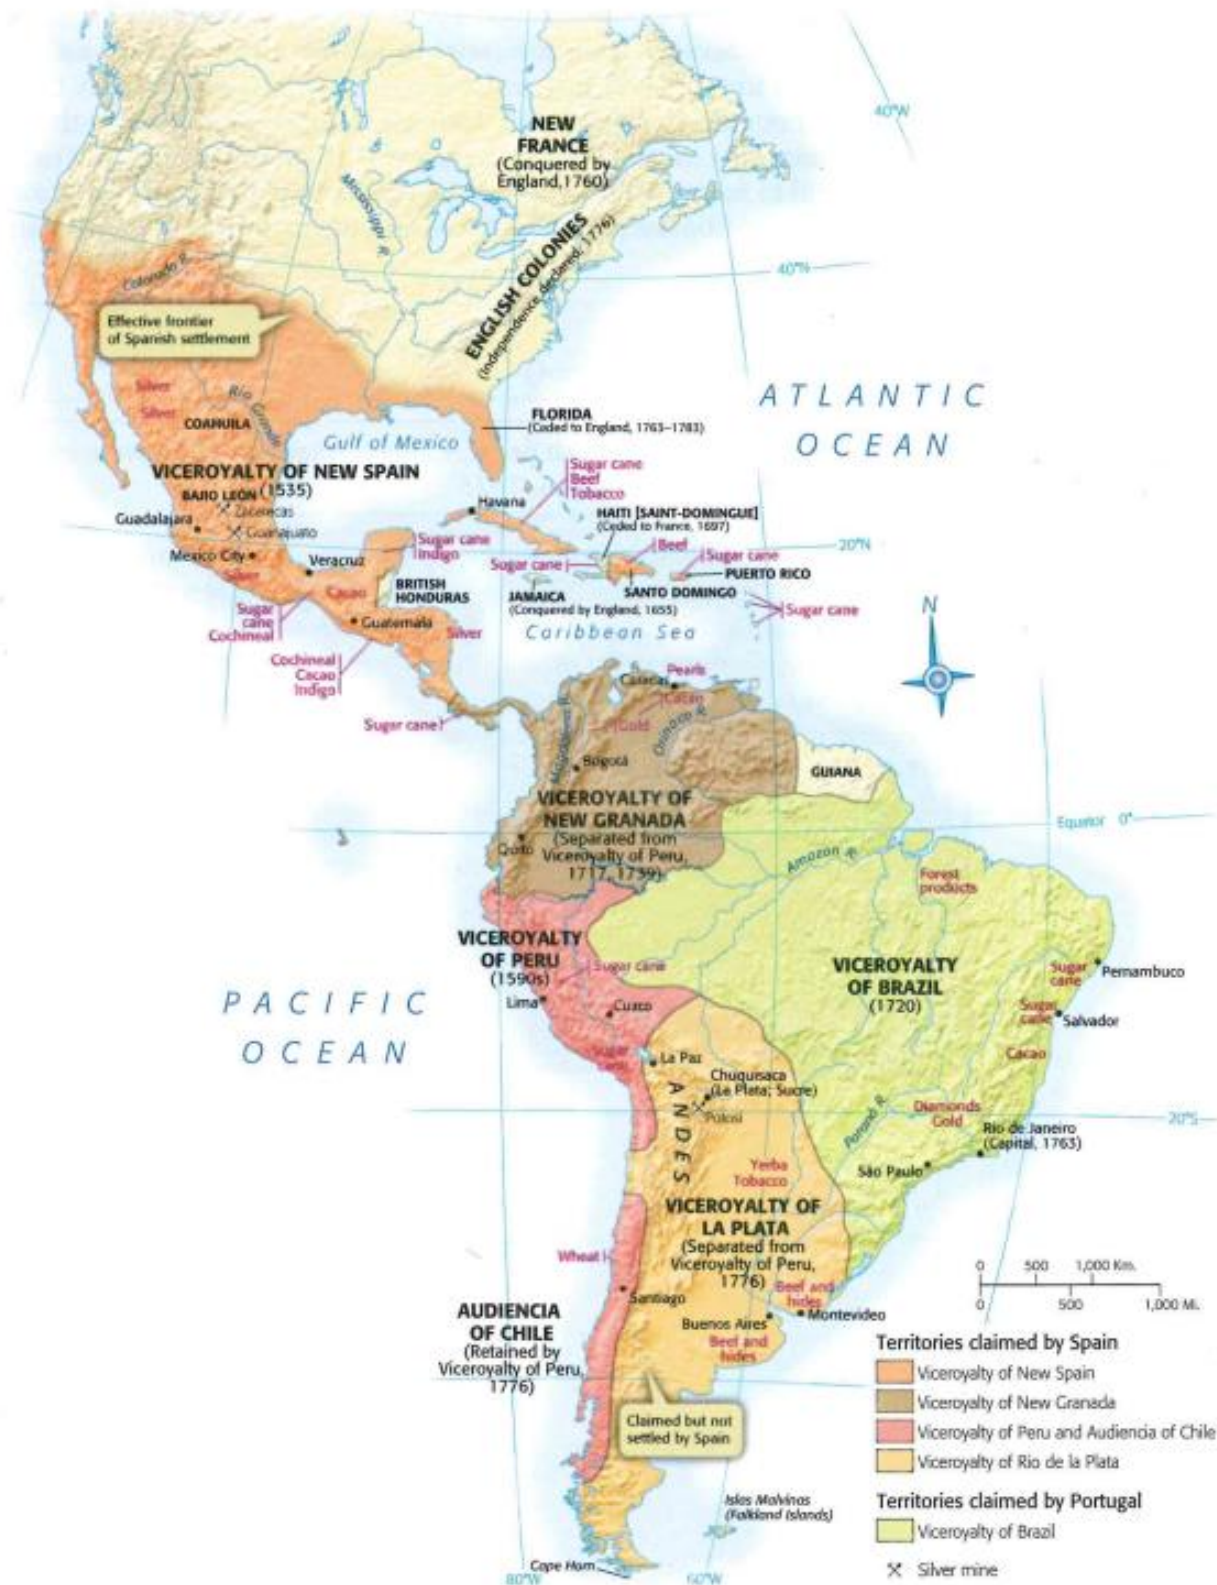 40°W
NEW
FRANCE
(Conquered by
England, 1760)
Mississippi R.
ENGLISH COLONIES
(Independence declared, 1776)
40°N
Colorado R.
Effective frontier
of Spanish settlement
ATLANTIC
OCEAN
Silver
Silver
Rio Grande
COAHUILA
FLORIDA
(Ceded to England, 1763–1783)
Gulf of Mexico
VICEROYALTY OF NEW SPAIN
(1535)
Sugar cane
Beef
Tobacco
BAJIO LEÓN
Zacatecas
Havana
HAITI [SAINT-DOMINGUE]
(Ceded to France, 1697)
Guadalajara
Guanajuato
Sugar cane
Indigo
20°N
Beef
Mexico City
Veracruz
Sugar cane
Sugar cane
PUERTO RICO
Silver
Cacao
BRITISH
HONDURAS
JAMAICA
(Conquered by England, 1655)
SANTO DOMINGO
Sugar cane
Sugar
cane
Cochineal
Guatemala
Silver
Caribbean Sea
N
Cochineal
Cacao
Indigo
Pearls
Caracas
Cacao
Sugar cane
Gold
Orinoco R.
Magdalena R.
Bogotá
GUIANA
VICEROYALTY OF
NEW GRANADA
(Separated from
Viceroyalty of Peru,
1717, 1739)
Quito
Equator 0°
Amazon R.
Forest
products
VICEROYALTY
OF PERU
(1590s)
Sugar cane
Lima
Cuzco
VICEROYALTY
OF BRAZIL
(1720)
Sugar
cane
Pernambuco
Sugar
cane
Salvador
Cacao
PACIFIC
OCEAN
Sugar
cane
La Paz
Chuquisaca
(La Plata; Sucre)
Potosí
ANDES
Paraná R.
Diamonds
Gold
20°S
Rio de Janeiro
(Capital, 1763)
São Paulo
Yerba
Tobacco
VICEROYALTY OF
LA PLATA
(Separated from
Viceroyalty of Peru,
1776)
Wheat
Beef and
hides
Santiago
Montevideo
Buenos Aires
Beef and
hides
AUDIENCIA
OF CHILE
(Retained by
Viceroyalty of Peru,
1776)
Claimed but not
settled by Spain
Islas Malvinas
(Falkland Islands)
Cape Horn
80°W
60°W
0 500 1,000 Km.
0 500 1,000 Mi.
Territories claimed by Spain
Viceroyalty of New Spain
Viceroyalty of New Granada
Viceroyalty of Peru and Audiencia of Chile
Viceroyalty of Rio de la Plata
Territories claimed by Portugal
Viceroyalty of Brazil
Silver mine